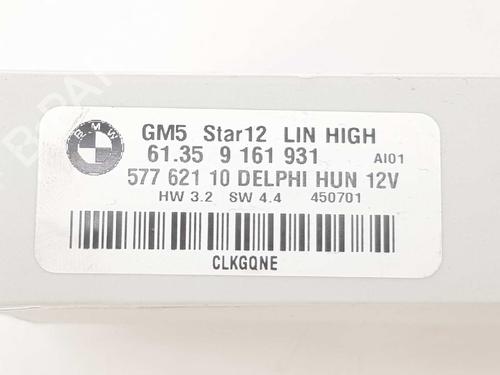 BMW
GM5 Star12 LIN HIGH
61.35 9 161 931 AI01
577 621 10 DELPHI HUN 12V
HW 3.2 SW 4.4 450701
CLKGQNE